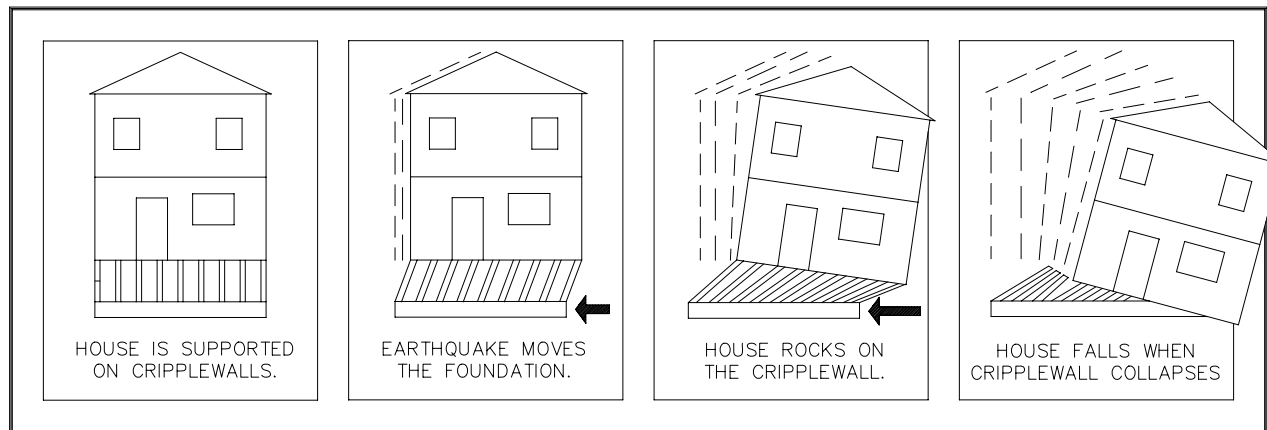 HOUSE IS SUPPORTED
ON CRIPPLEWALLS.
EARTHQUAKE MOVES
THE FOUNDATION.
HOUSE ROCKS ON
THE CRIPPLEWALL.
HOUSE FALLS WHEN
CRIPPLEWALL COLLAPSES